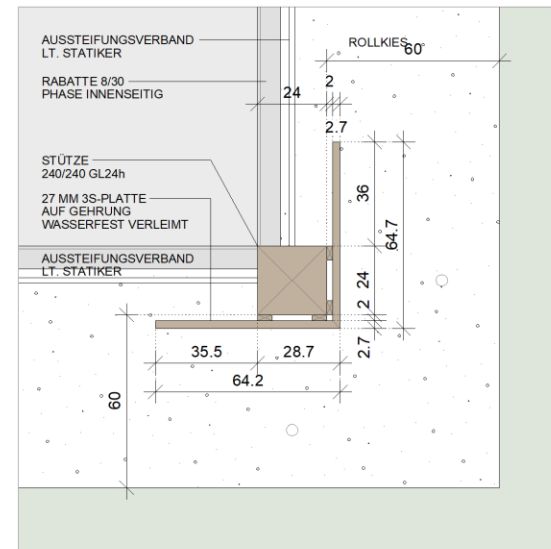 AUSSTEIFUNGSVERBAND
LT. STATIKER
ROLLKIES
60
RABATTE 8/30
PHASE INNENSEITIG
24
2
2.7
STÜTZE
240/240 GL24h
27 MM 3S-PLATTE
AUF GEHRUNG
WASSERFEST VERLEIMT
36
64.7
AUSSTEIFUNGSVERBAND
LT. STATIKER
24
2
2.7
35.5
28.7
64.2
60